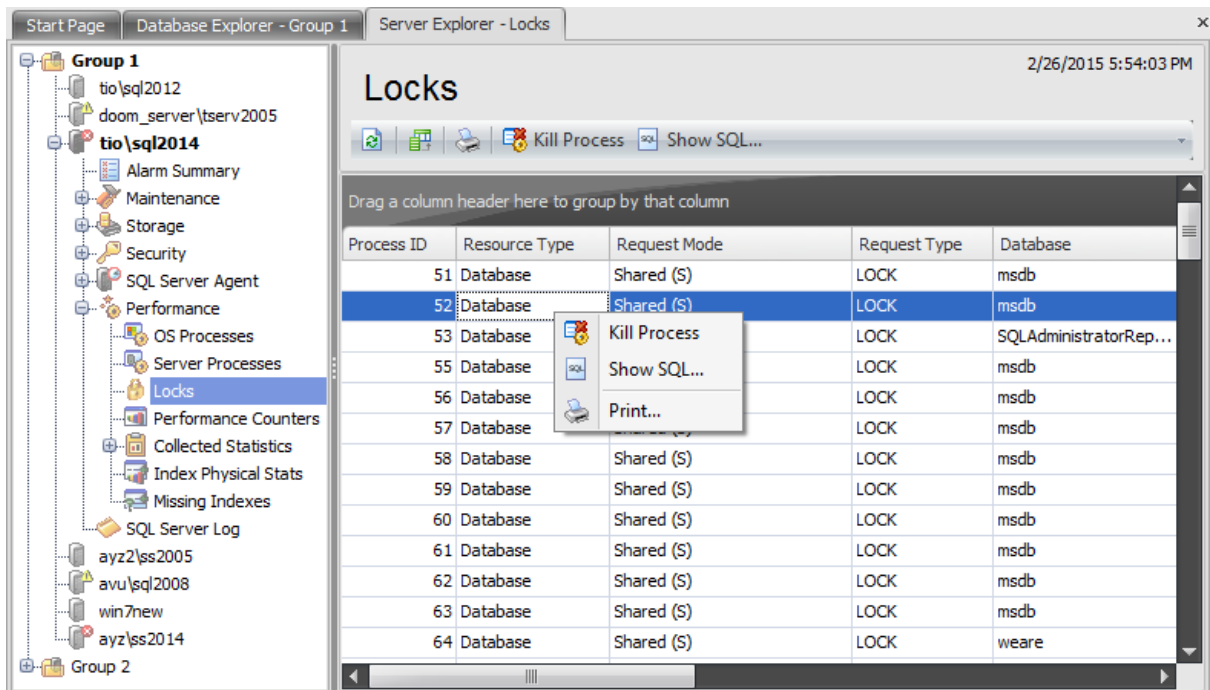 Start Page Database Explorer - Group 1 Server Explorer - Locks
Group 1
tio\sql2012
doom_server\tserv2005
tio\sql2014
Alarm Summary
Maintenance
Storage
Security
SQL Server Agent
Performance
OS Processes
Server Processes
Locks
Performance Counters
Collected Statistics
Index Physical Stats
Missing Indexes
SQL Server Log
ayz2\ss2005
avu\sql2008
win7new
ayz\ss2014
Group 2
2/26/2015 5:54:03 PM
Locks
Kill Process SQL Show SQL...
Drag a column header here to group by that column
Process ID Resource Type Request Mode Request Type Database
51 Database Shared (S) LOCK msdb
52 Database Shared (S) LOCK msdb
53 Database LOCK SQLAdministratorRep...
55 Database LOCK msdb
56 Database LOCK msdb
57 Database LOCK msdb
58 Database Shared (S) LOCK msdb
59 Database Shared (S) LOCK msdb
60 Database Shared (S) LOCK msdb
61 Database Shared (S) LOCK msdb
62 Database Shared (S) LOCK msdb
63 Database Shared (S) LOCK msdb
64 Database Shared (S) LOCK weare
Kill Process
SQL Show SQL...
Print...